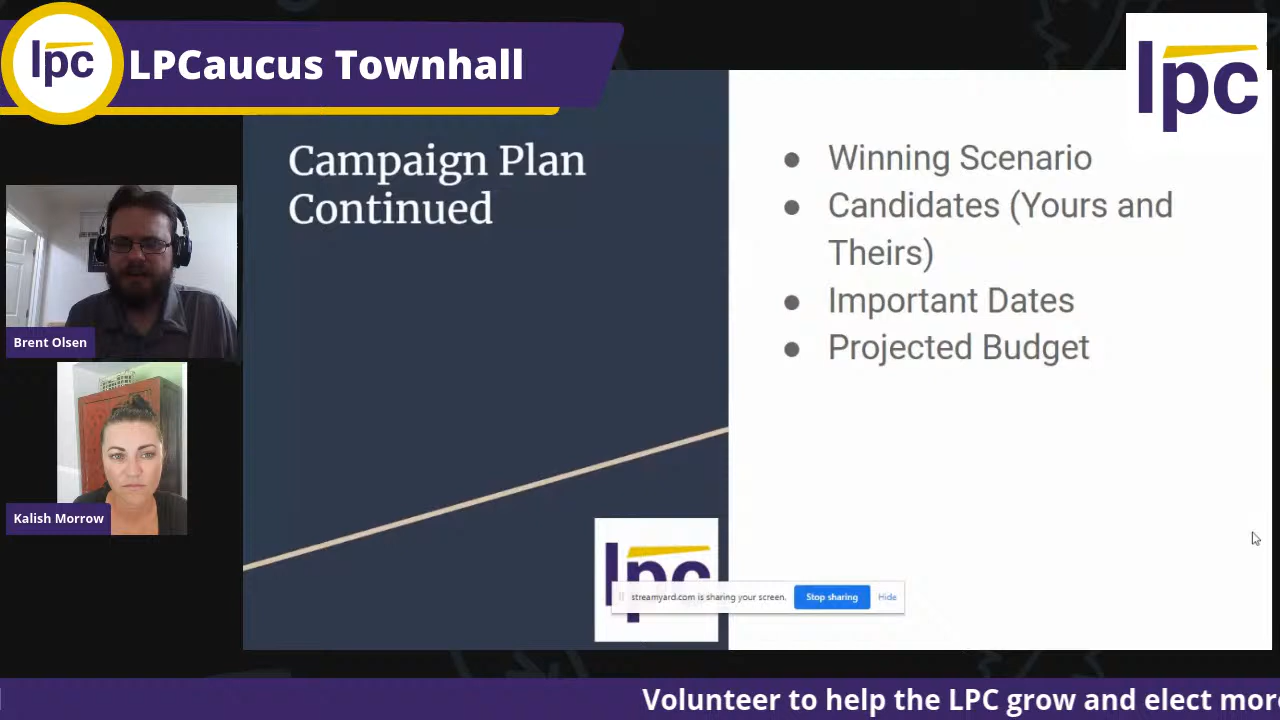 lpc
LPCaucus Townhall
lpc
Campaign Plan
Continued
● Winning Scenario
● Candidates (Yours and
Theirs)
● Important Dates
● Projected Budget
Brent Olsen
Kalish Morrow
lpc
streamyard.com is sharing your screen.
Stop sharing
Hide
Volunteer to help the LPC grow and elect more